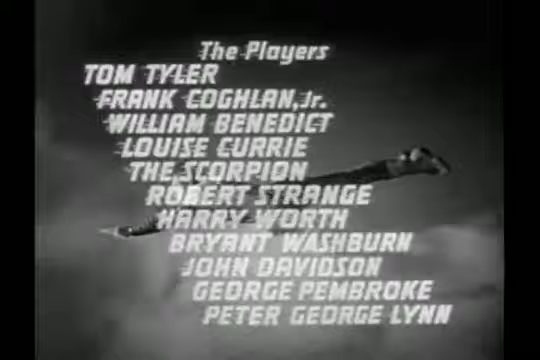 The Players
TOM TYLER
FRANK COGHLAN, Jr.
WILLIAM BENEDICT
LOUISE CURRIE
THE SCORPION
ROBERT STRANGE
HARRY WORTH
BRYANT WASHBURN
JOHN DAVIDSON
GEORGE PEMBROKE
PETER GEORGE LYNN